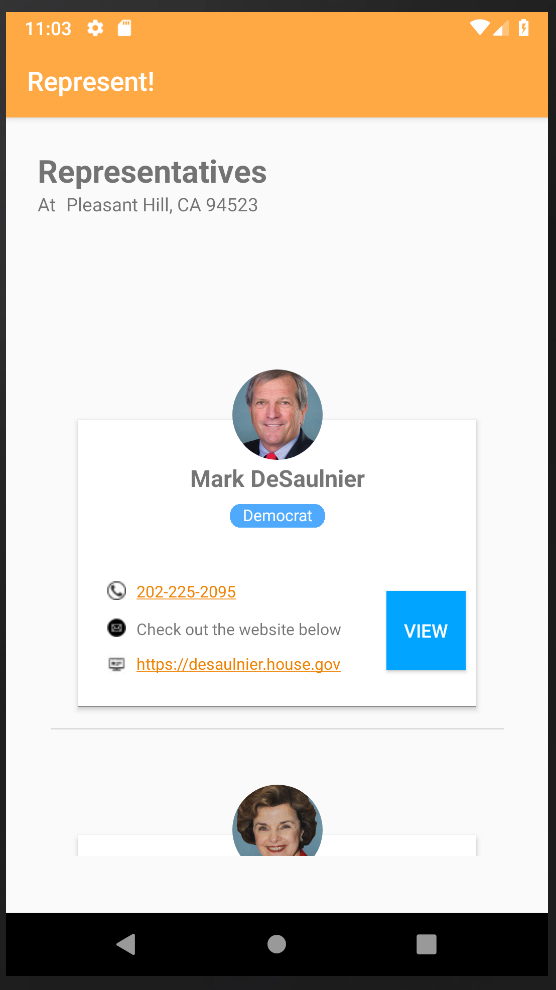 11:03
Represent!
Representatives
At Pleasant Hill, CA 94523
Mark DeSaulnier
Democrat
202-225-2095
Check out the website below
VIEW
https://desaulnier.house.gov